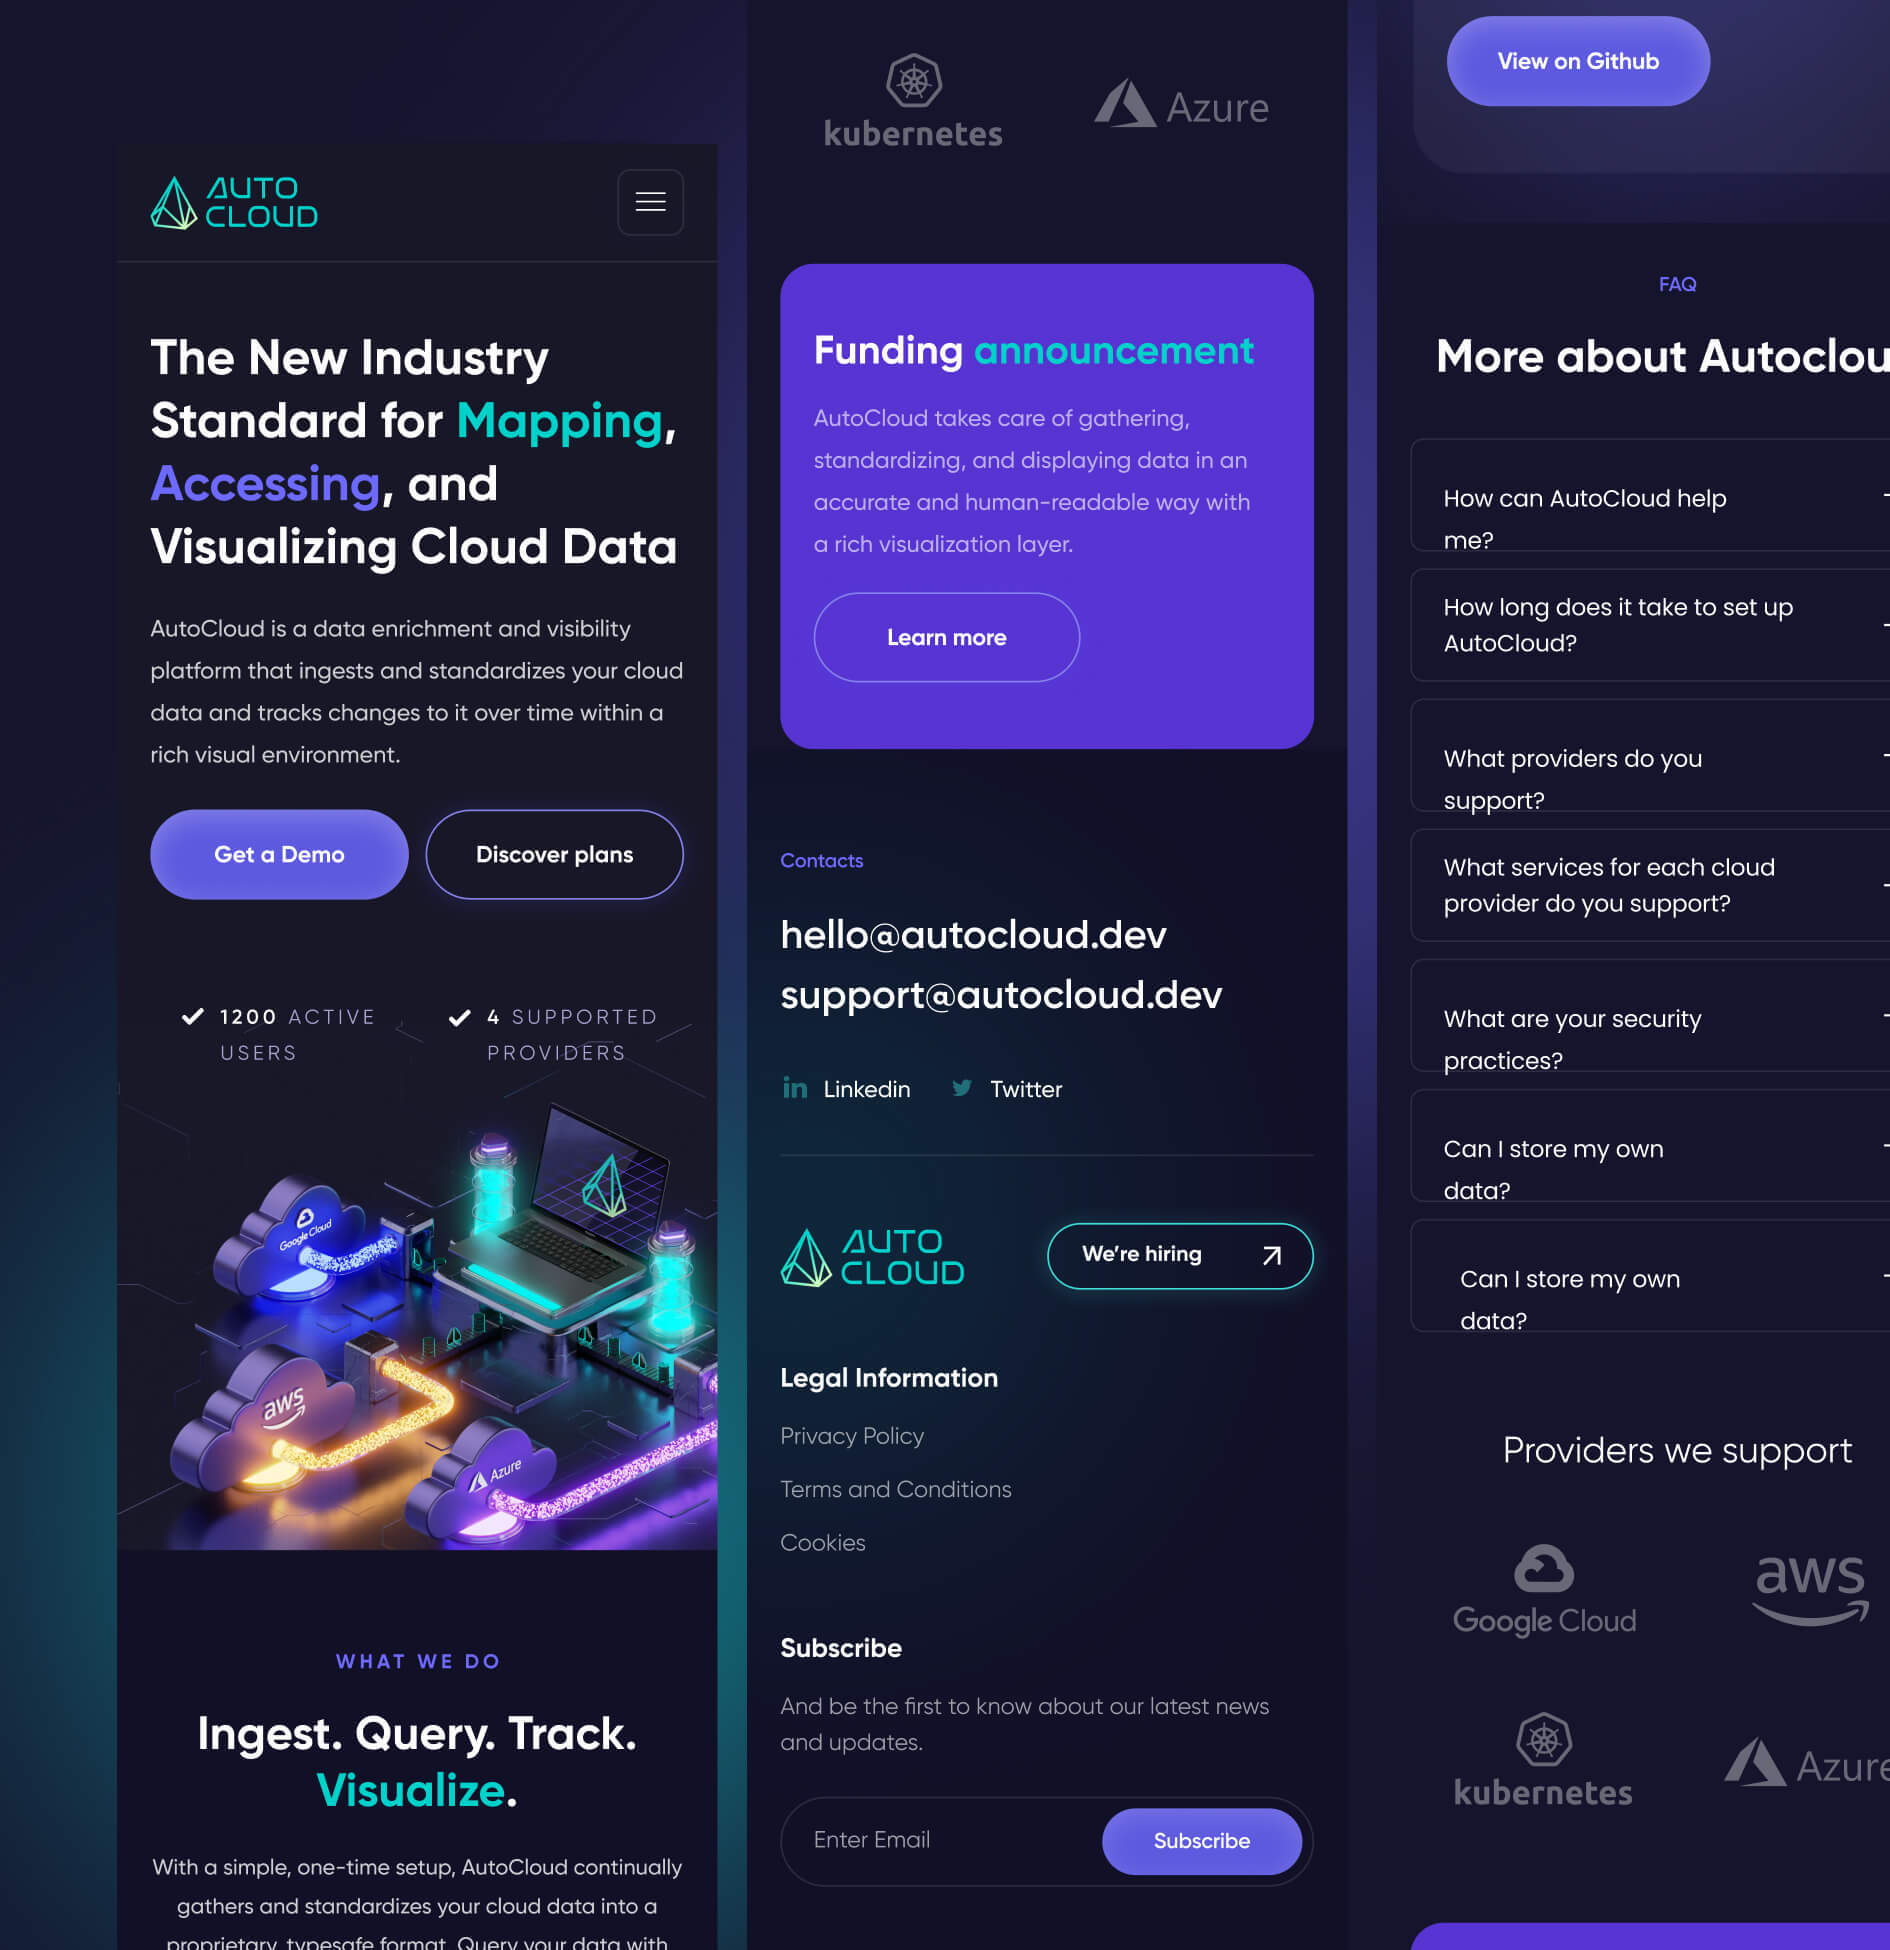 AUTO
CLOUD
The New Industry
Standard for Mapping,
Accessing, and
Visualizing Cloud Data
AutoCloud is a data enrichment and visibility
platform that ingests and standardizes your cloud
data and tracks changes to it over time within a
rich visual environment.
Get a Demo
Discover plans
1200 ACTIVE
USERS
4 SUPPORTED
PROVIDERS
Google Cloud
aws
Azure
WHAT WE DO
Ingest. Query. Track.
Visualize.
With a simple, one-time setup, AutoCloud continually
gathers and standardizes your cloud data into a
proprietary, typesafe format. Query your data with
kubernetes
Azure
Funding announcement
AutoCloud takes care of gathering,
standardizing, and displaying data in an
accurate and human-readable way with
a rich visualization layer.
Learn more
Contacts
hello@autocloud.dev
support@autocloud.dev
in Linkedin
Twitter
AUTO
CLOUD
We're hiring
Legal Information
Privacy Policy
Terms and Conditions
Cookies
Subscribe
And be the first to know about our latest news
and updates.
Enter Email
Subscribe
View on Github
FAQ
More about Autoclou
How can AutoCloud help
me?
How long does it take to set up
AutoCloud?
What providers do you
support?
What services for each cloud
provider do you support?
What are your security
practices?
Can I store my own
data?
Can I store my own
data?
Providers we support
Google Cloud
aws
kubernetes
Azure